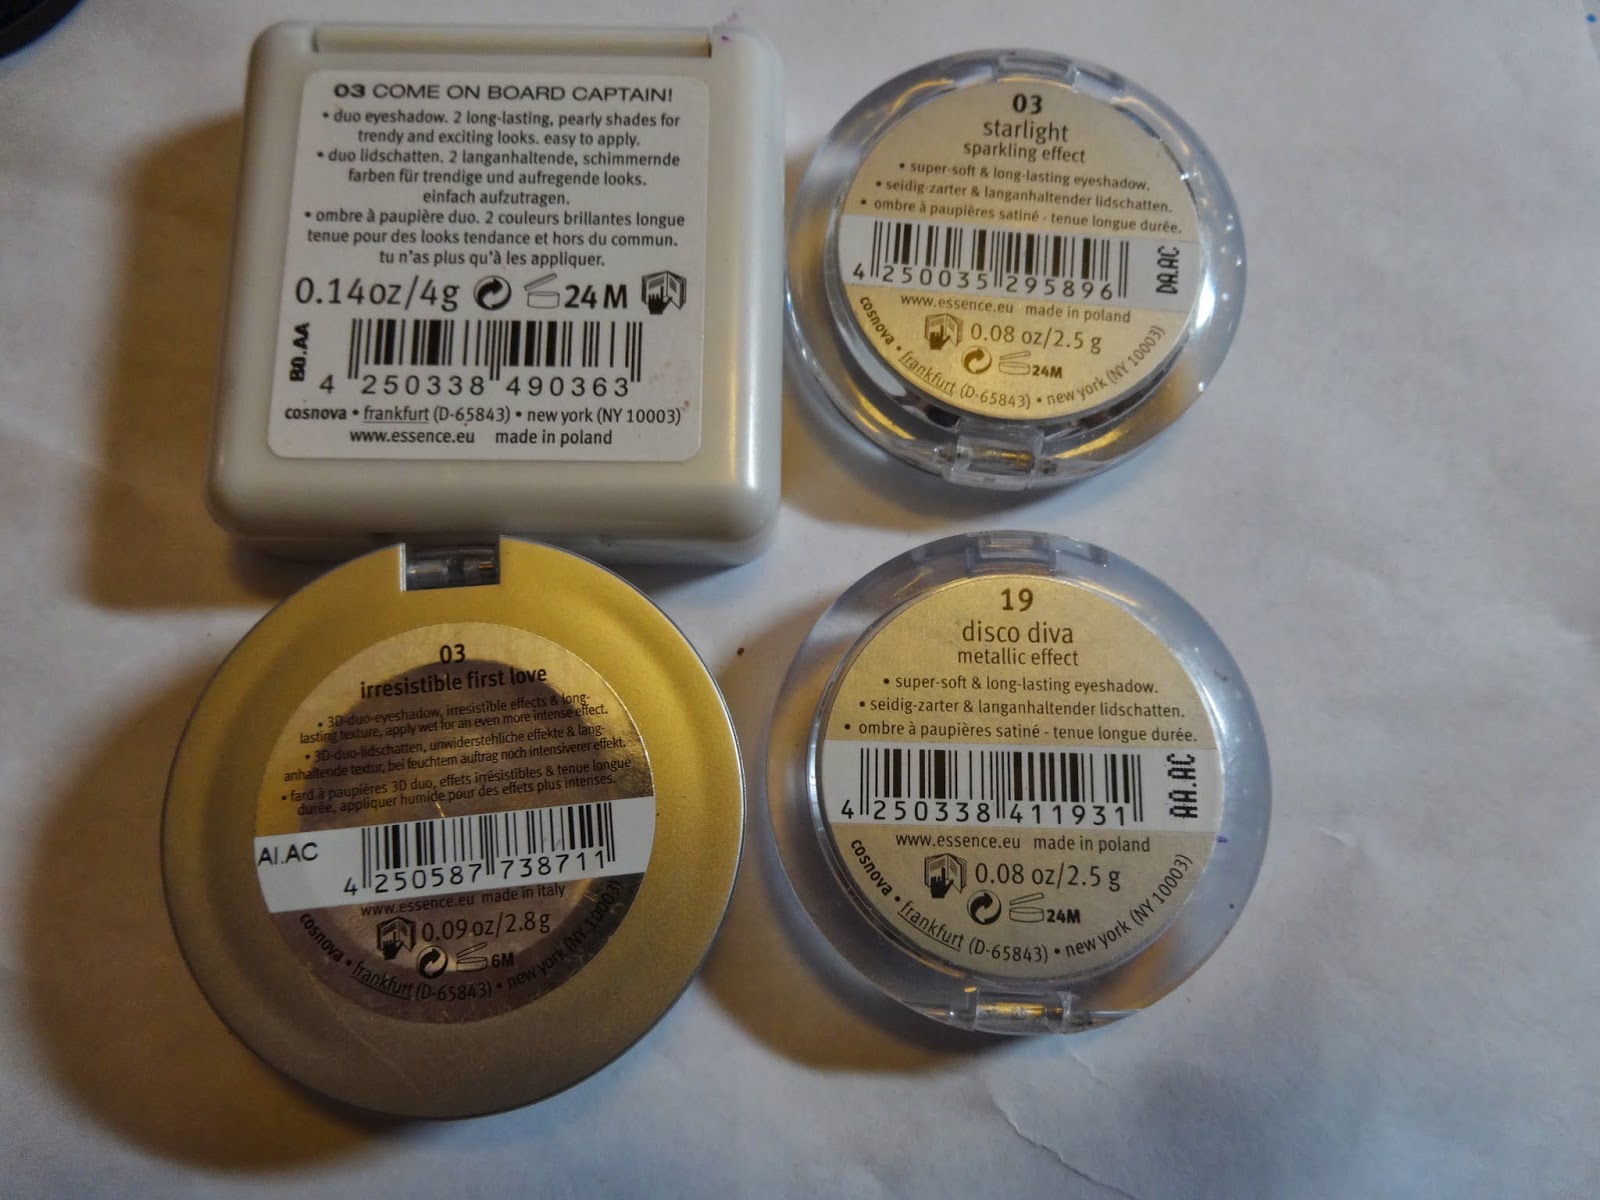 03 COME ON BOARD CAPTAIN!
• duo eyeshadow. 2 long-lasting, pearly shades for
trendy and exciting looks. easy to apply.
• duo lidschatten. 2 langanhaltende, schimmernde
farben für trendige und aufregende looks.
einfach aufzutragen.
• ombre à paupière duo. 2 couleurs brillantes longue
tenue pour des looks tendance et hors du commun.
tu n'as plus qu'à les appliquer.
0.14oz/4g 24M
B0.AA
4 250338 490363
cosnova • frankfurt (D-65843) • new york (NY 10003)
www.essence.eu made in poland
03
starlight
sparkling effect
• super-soft & long-lasting eyeshadow.
• seidig-zarter & langanhaltender lidschatten.
• ombre à paupières satiné - tenue longue durée.
DA.AC
4 250035 295896
www.essence.eu made in poland
0.08 oz/2.5 g
24M
cosnova • frankfurt (D-65843) • new york (NY 10003)
03
irresistible first love
• 3D-duo-eyeshadow, irresistible effects & long-
lasting texture, apply wet for an even more intense effect.
• 3D-duo-lidschatten, unwiderstehliche effekte & lang-
anhaltende textur, bei feuchtem auftrag noch intensiverer effekt.
• fard à paupières 3D duo, effets irrésistibles & tenue longue
durée, appliquer humide pour des effets plus intenses.
AI.AC
4 250587 738711
www.essence.eu made in italy
0.09 oz/2.8 g
6M
cosnova • frankfurt (D-65843) • new york (NY 10003)
19
disco diva
metallic effect
• super-soft & long-lasting eyeshadow.
• seidig-zarter & langanhaltender lidschatten.
• ombre à paupières satiné - tenue longue durée.
AA.AC
4 250338 411931
www.essence.eu made in poland
0.08 oz/2.5 g
24M
cosnova • frankfurt (D-65843) • new york (NY 10003)